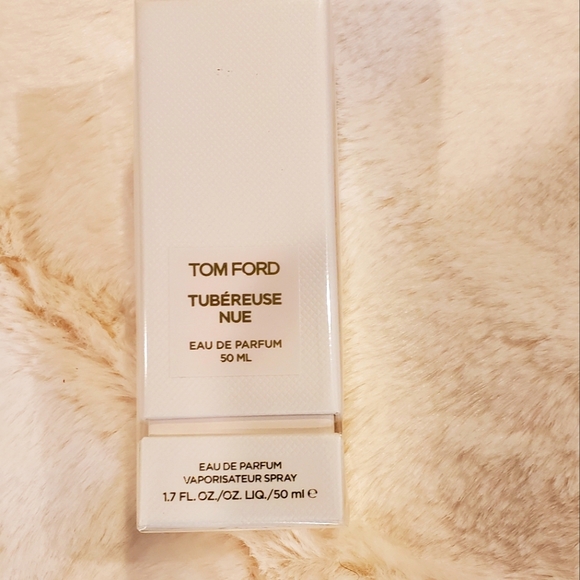 TOM FORD
TUBÉREUSE
NUE
EAU DE PARFUM
50 ML
EAU DE PARFUM
VAPORISATEUR SPRAY
1.7 FL. OZ./OZ. LIQ./50 ml ℮